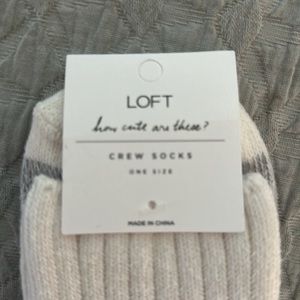 LOFT
how cute are these?
CREW SOCKS
ONE SIZE
MADE IN CHINA